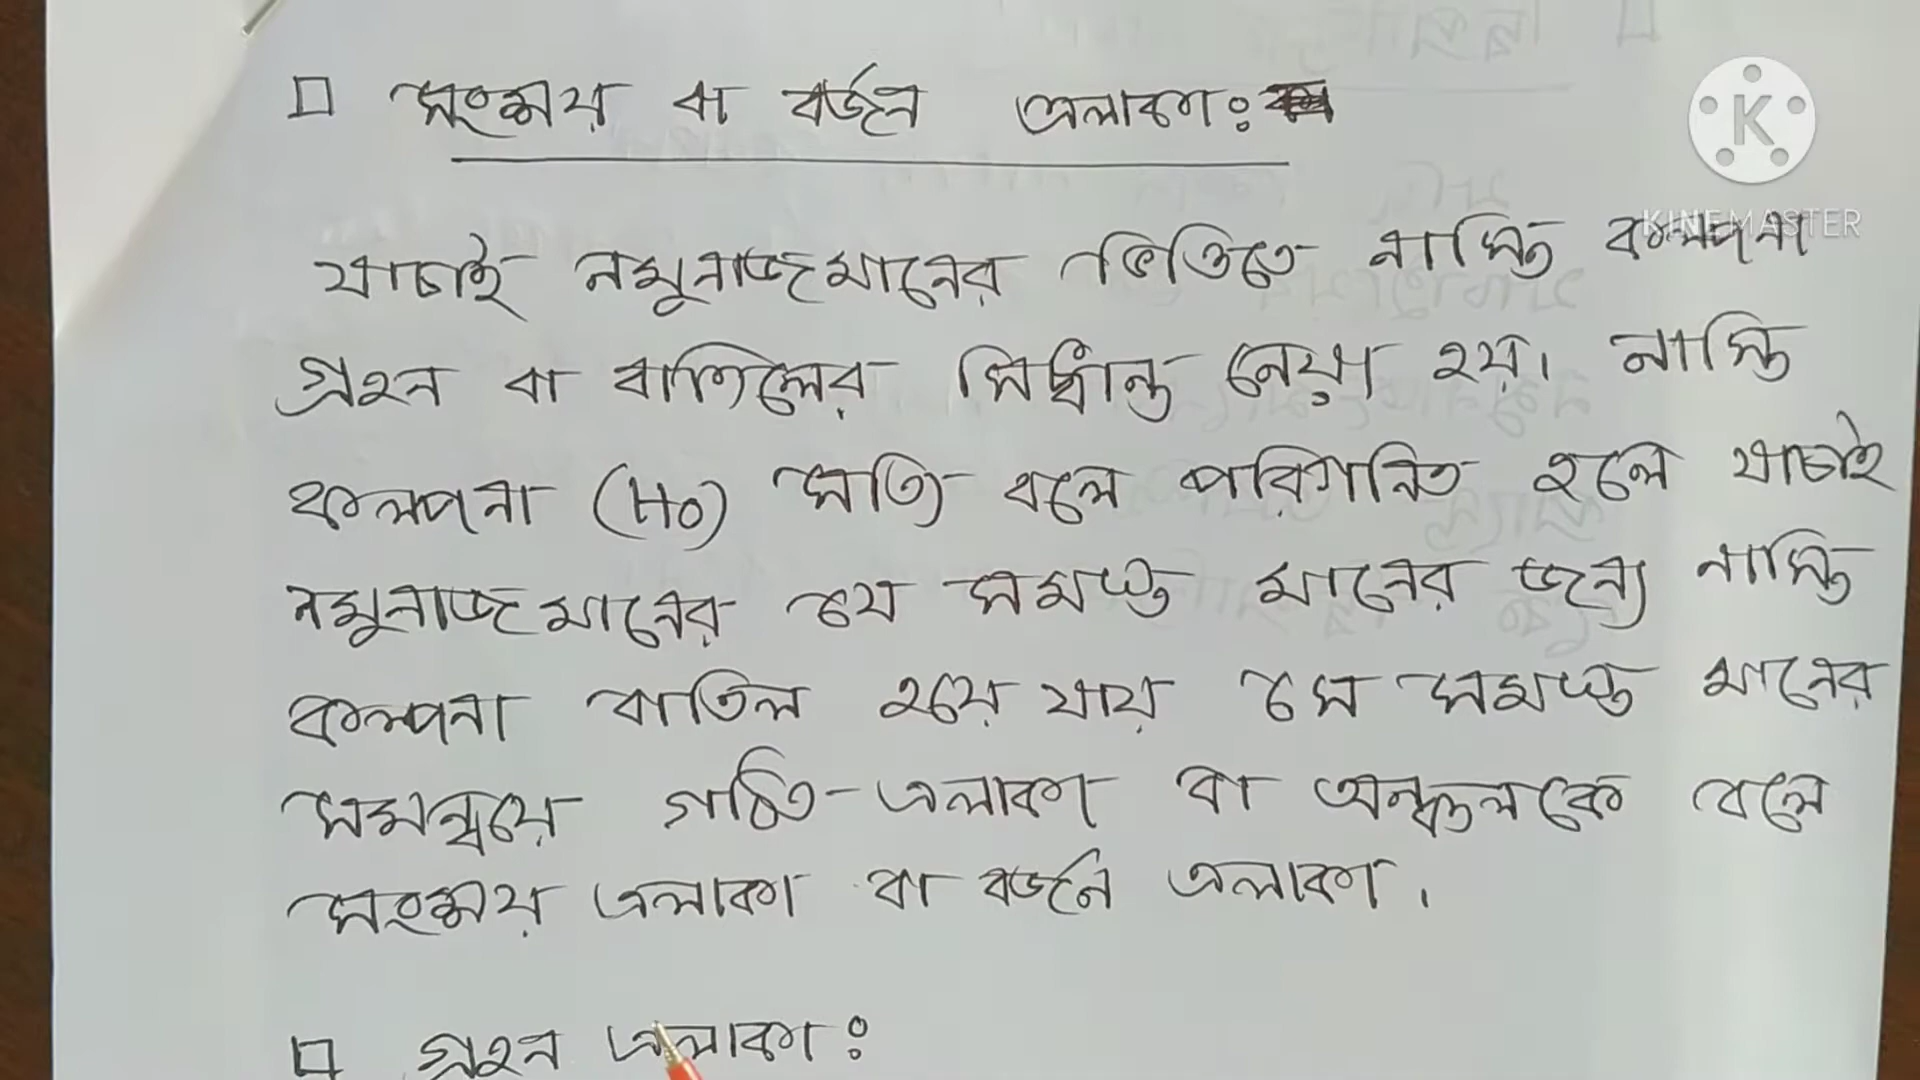 □ সংশয় বা বর্জন এলাকাঃ
K
KINEMASTER
যাচাই নমুনাজমানের ভিত্তিতে নাস্তি কল্পনা
গ্রহন বা বাতিলের সিদ্ধান্ত নেয়া হয়। নাস্তি
কল্পনা (H0) সত্যি বলে পরিগনিত হলে যাচাই
নমুনাজমানের যে সমস্ত মানের জন্য নাস্তি
কল্পনা বাতিল হয়ে যায় সে সমস্ত মানের
সমন্বয়ে গঠিত এলাকা বা অঞ্চলকে বলে
সংশয় এলাকা বা বর্জন এলাকা।
□ গ্রহন এলাকাঃ